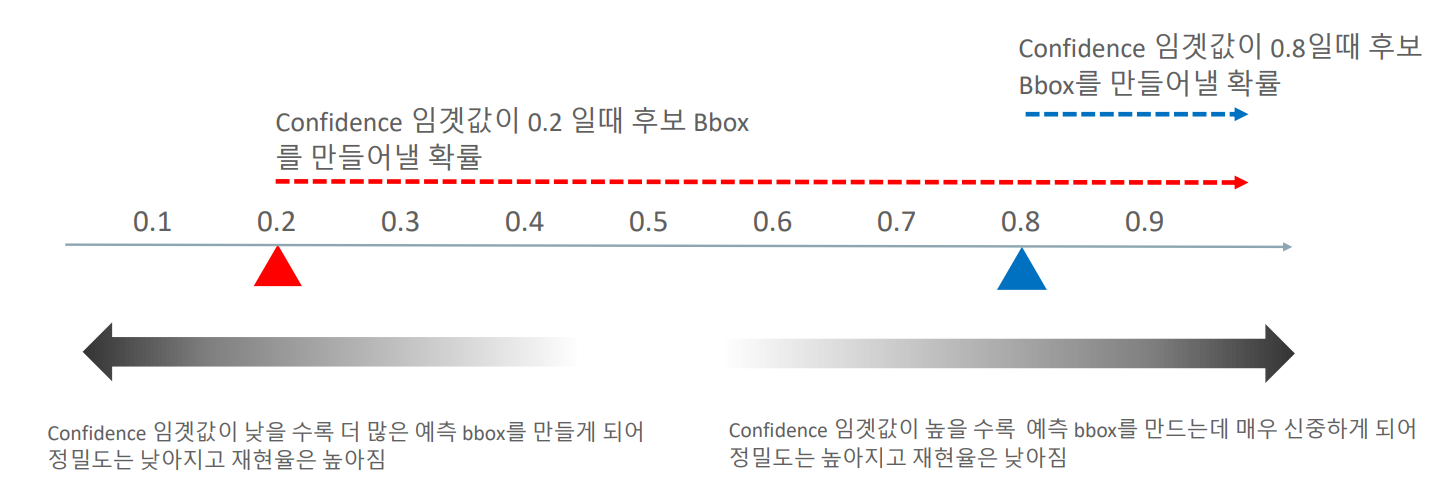 Confidence 임곗값이 0.8일때 후보
Bbox를 만들어낼 확률
Confidence 임곗값이 0.2 일때 후보 Bbox
를 만들어낼 확률
0.1 0.2 0.3 0.4 0.5 0.6 0.7 0.8 0.9
Confidence 임곗값이 낮을 수록 더 많은 예측 bbox를 만들게 되어
정밀도는 낮아지고 재현율은 높아짐
Confidence 임곗값이 높을 수록 예측 bbox를 만드는데 매우 신중하게 되어
정밀도는 높아지고 재현율은 낮아짐